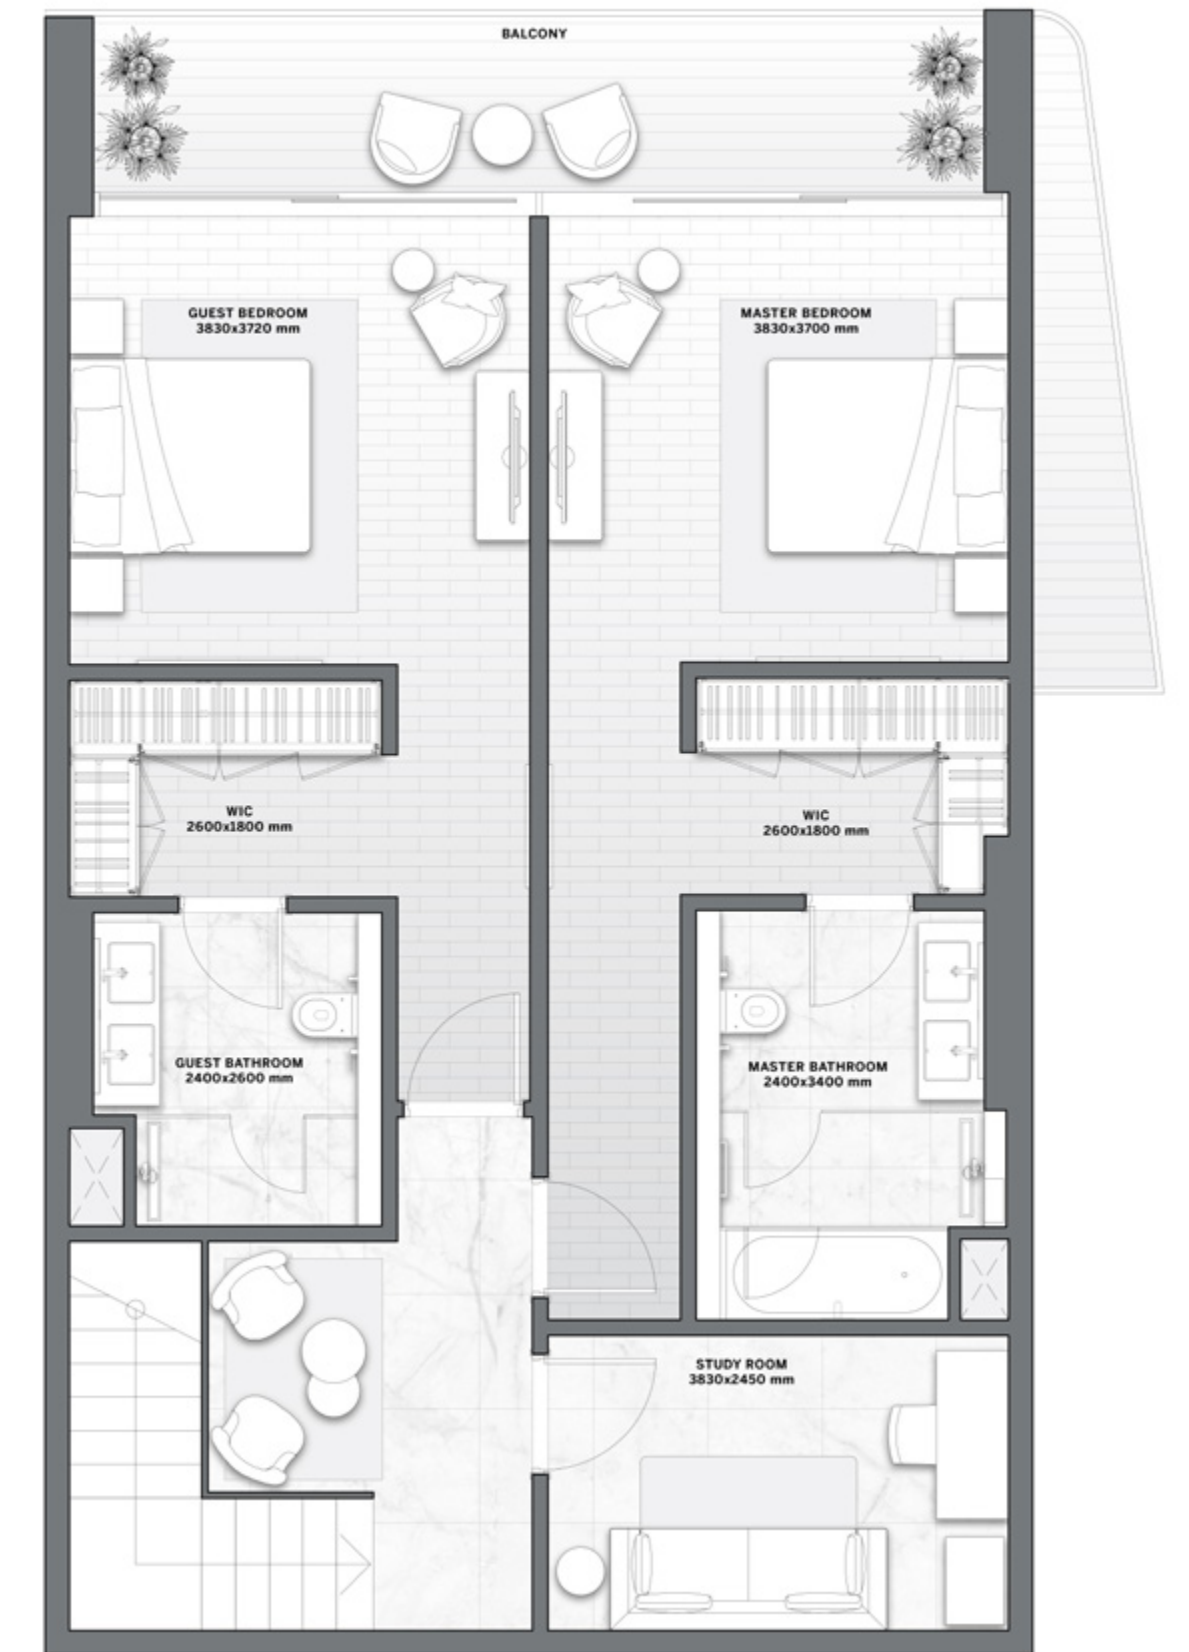 BALCONY
GUEST BEDROOM
3830x3720 mm
MASTER BEDROOM
3830x3700 mm
WIC
2600x1800 mm
WIC
2600x1800 mm
GUEST BATHROOM
2400x2600 mm
MASTER BATHROOM
2400x3400 mm
STUDY ROOM
3830x2450 mm